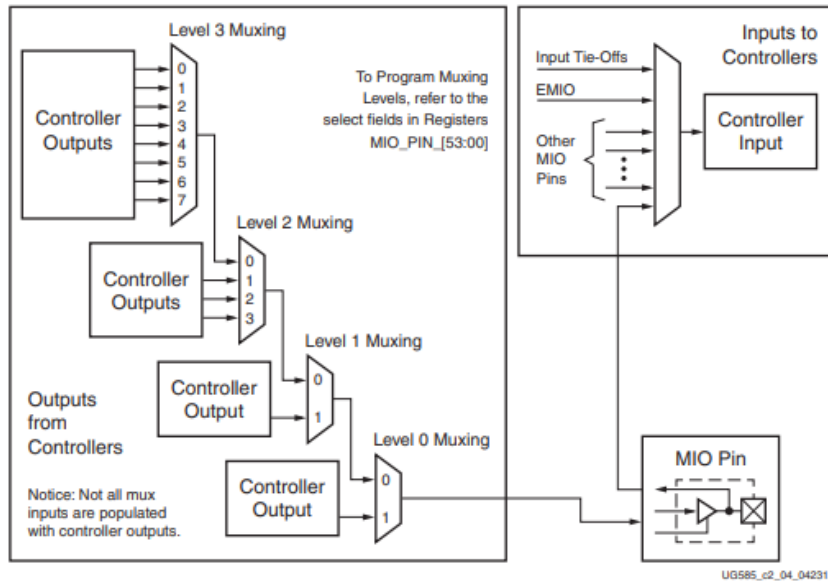 Level 3 Muxing
Controller
Outputs
0
1
2
3
4
5
6
7
To Program Muxing
Levels, refer to the
select fields in Registers
MIO_PIN_[53:00]
Level 2 Muxing
Controller
Outputs
0
1
2
3
Level 1 Muxing
Controller
Output
0
1
Level 0 Muxing
Controller
Output
0
1
Outputs
from
Controllers
Notice: Not all mux
inputs are populated
with controller outputs.
Inputs to
Controllers
Input Tie-Offs
EMIO
Other
MIO
Pins
Controller
Input
MIO Pin
UG585_c2_04_04231